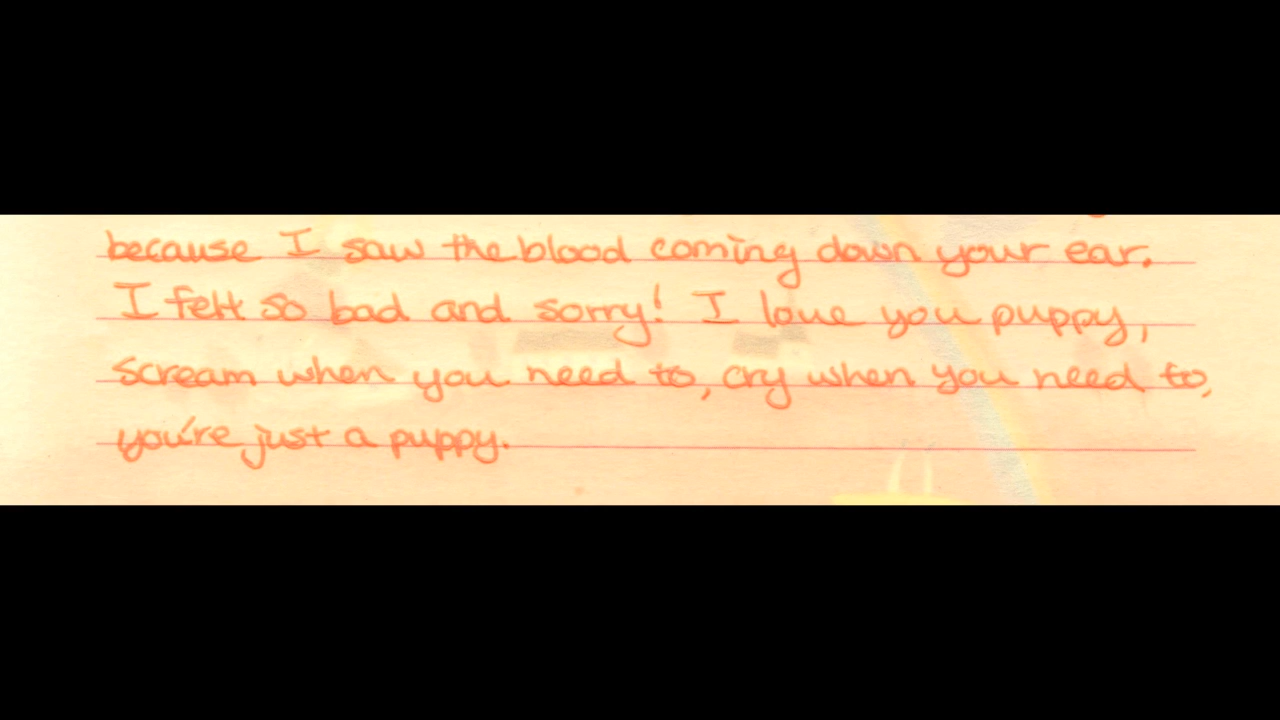 because I saw the blood coming down your ear.
I felt so bad and sorry! I love you puppy,
scream when you need to, cry when you need to,
you're just a puppy.